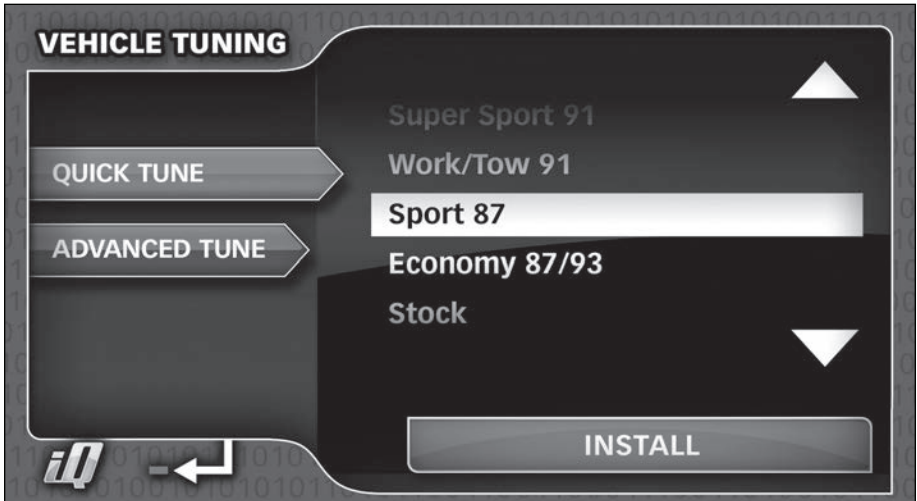 VEHICLE TUNING
QUICK TUNE
ADVANCED TUNE
Super Sport 91
Work/Tow 91
Sport 87
Economy 87/93
Stock
INSTALL
iQ